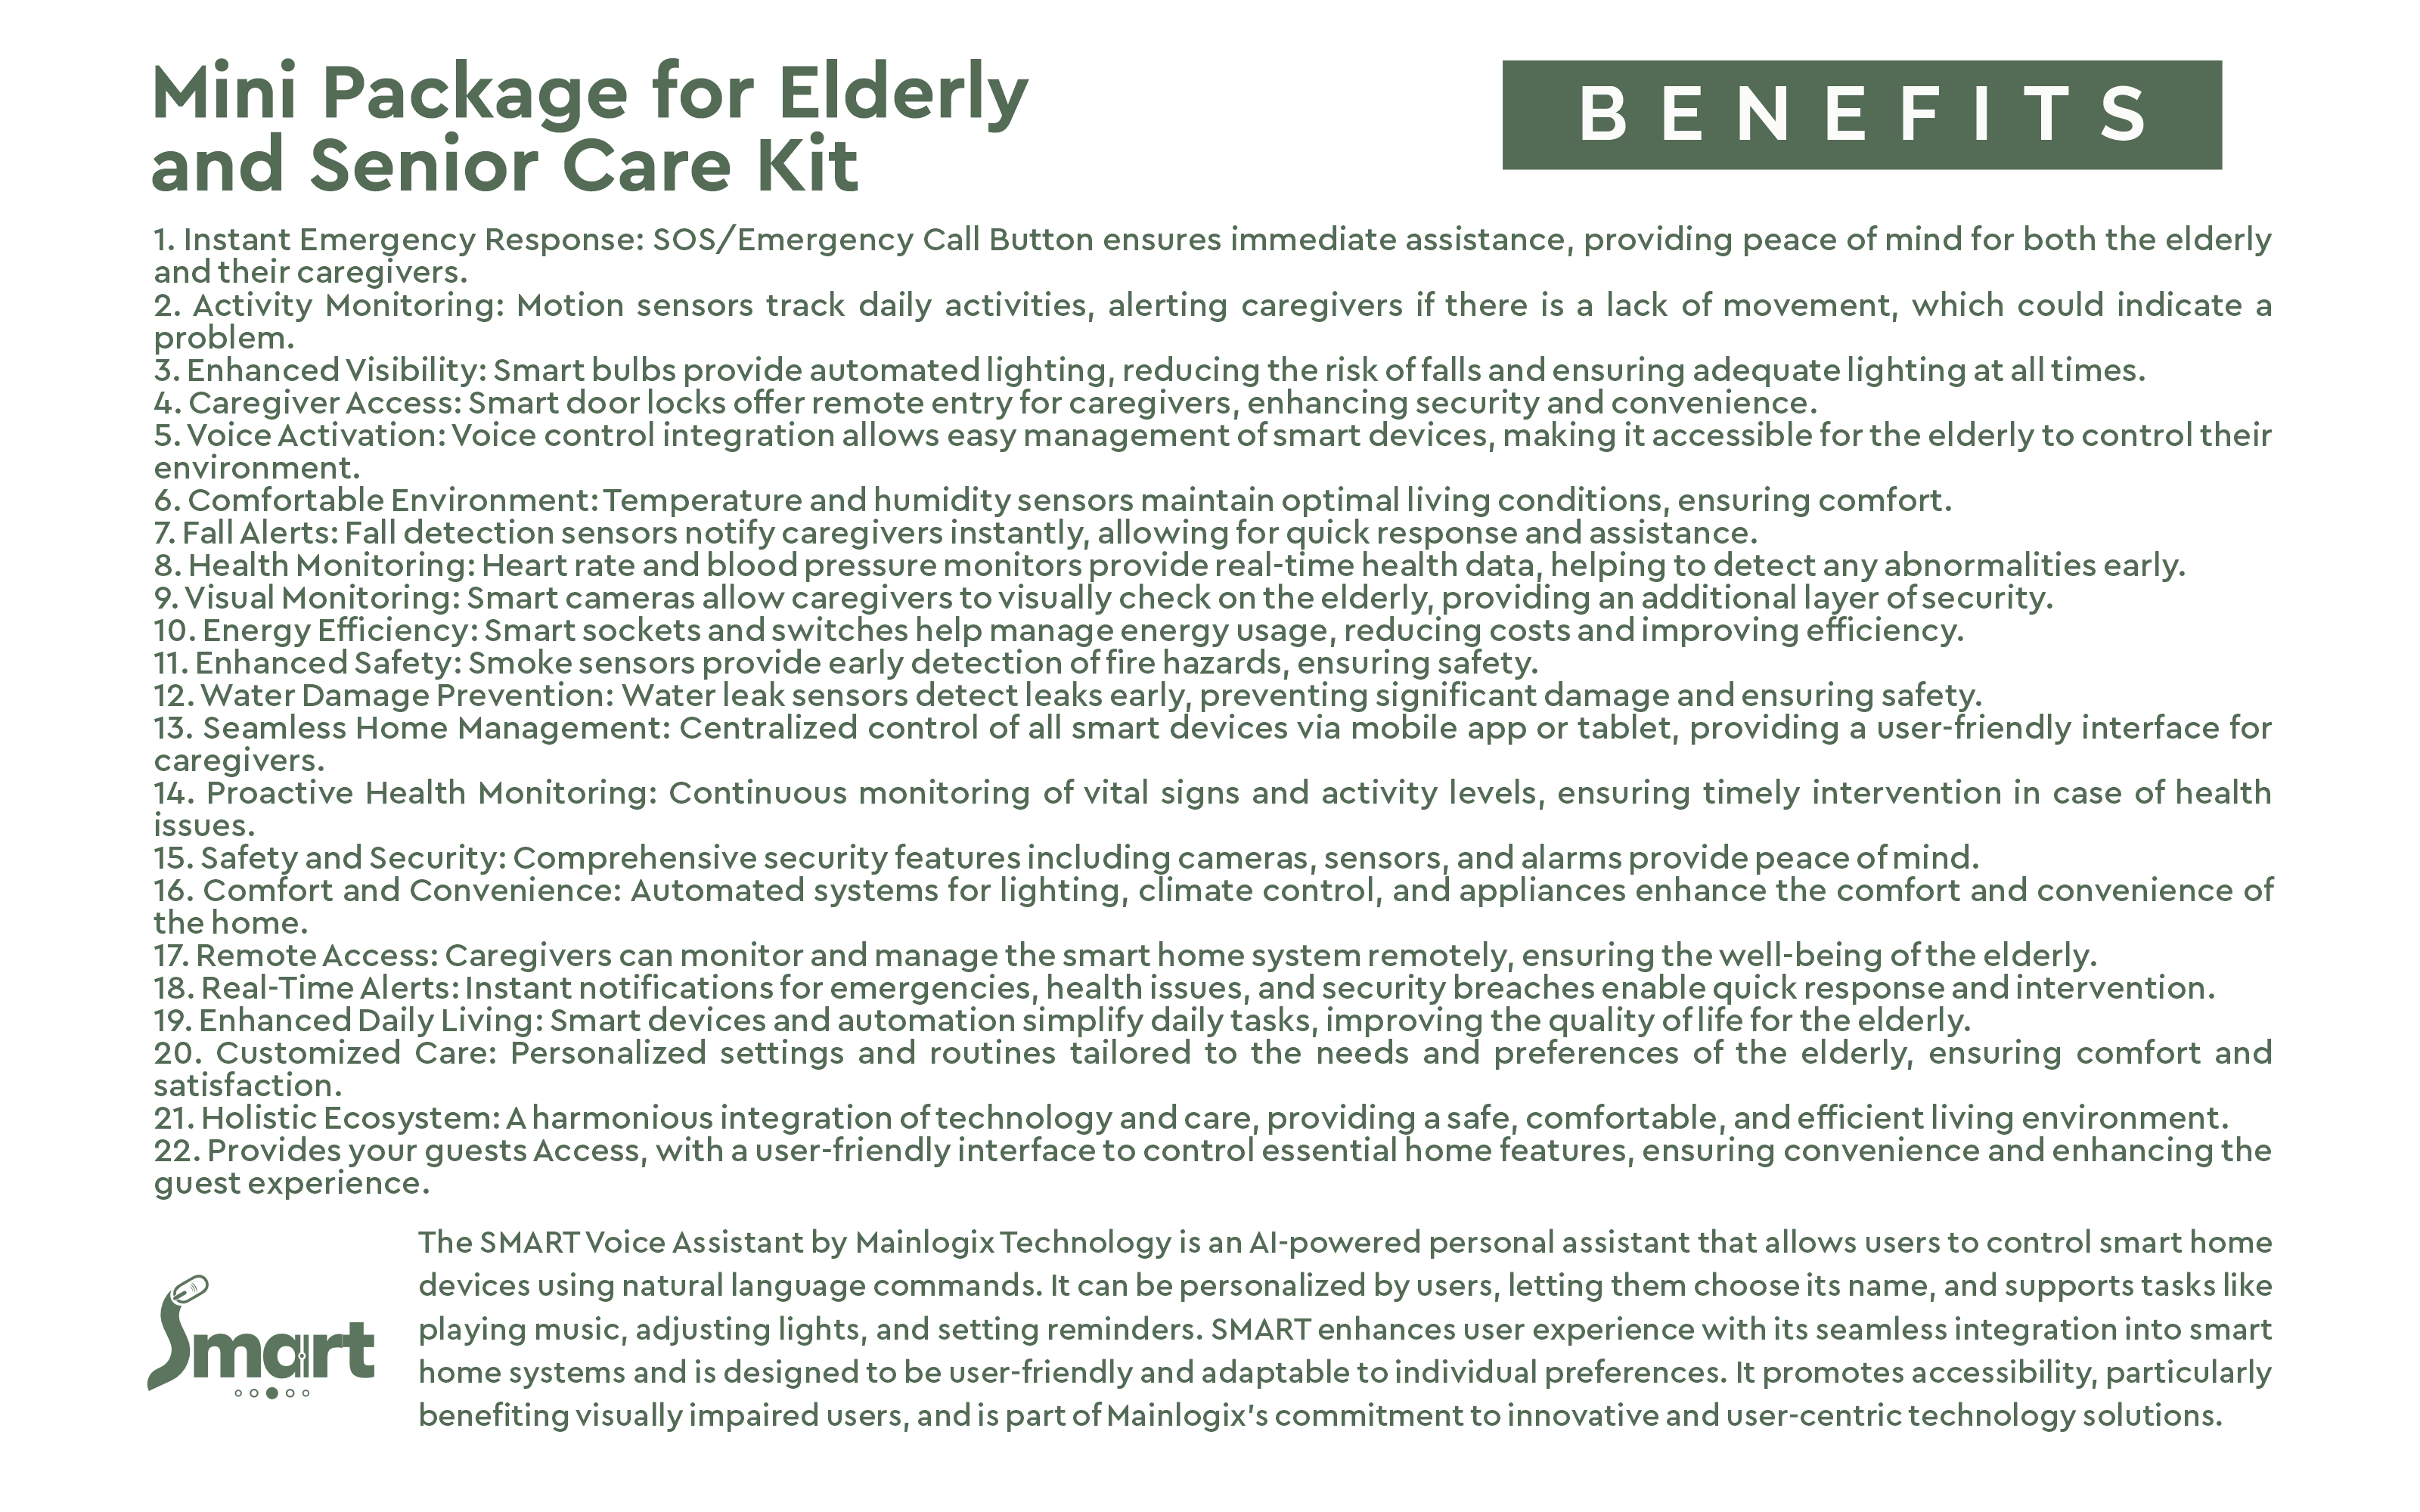 Mini Package for Elderly
and Senior Care Kit
BENEFITS
1. Instant Emergency Response: SOS/Emergency Call Button ensures immediate assistance, providing peace of mind for both the elderly
and their caregivers.
2. Activity Monitoring: Motion sensors track daily activities, alerting caregivers if there is a lack of movement, which could indicate a
problem.
3. Enhanced Visibility: Smart bulbs provide automated lighting, reducing the risk of falls and ensuring adequate lighting at all times.
4. Caregiver Access: Smart door locks offer remote entry for caregivers, enhancing security and convenience.
5. Voice Activation: Voice control integration allows easy management of smart devices, making it accessible for the elderly to control their
environment.
6. Comfortable Environment: Temperature and humidity sensors maintain optimal living conditions, ensuring comfort.
7. Fall Alerts: Fall detection sensors notify caregivers instantly, allowing for quick response and assistance.
8. Health Monitoring: Heart rate and blood pressure monitors provide real-time health data, helping to detect any abnormalities early.
9. Visual Monitoring: Smart cameras allow caregivers to visually check on the elderly, providing an additional layer of security.
10. Energy Efficiency: Smart sockets and switches help manage energy usage, reducing costs and improving efficiency.
11. Enhanced Safety: Smoke sensors provide early detection of fire hazards, ensuring safety.
12. Water Damage Prevention: Water leak sensors detect leaks early, preventing significant damage and ensuring safety.
13. Seamless Home Management: Centralized control of all smart devices via mobile app or tablet, providing a user-friendly interface for
caregivers.
14. Proactive Health Monitoring: Continuous monitoring of vital signs and activity levels, ensuring timely intervention in case of health
issues.
15. Safety and Security: Comprehensive security features including cameras, sensors, and alarms provide peace of mind.
16. Comfort and Convenience: Automated systems for lighting, climate control, and appliances enhance the comfort and convenience of
the home.
17. Remote Access: Caregivers can monitor and manage the smart home system remotely, ensuring the well-being of the elderly.
18. Real-Time Alerts: Instant notifications for emergencies, health issues, and security breaches enable quick response and intervention.
19. Enhanced Daily Living: Smart devices and automation simplify daily tasks, improving the quality of life for the elderly.
20. Customized Care: Personalized settings and routines tailored to the needs and preferences of the elderly, ensuring comfort and
satisfaction.
21. Holistic Ecosystem: A harmonious integration of technology and care, providing a safe, comfortable, and efficient living environment.
22. Provides your guests Access, with a user-friendly interface to control essential home features, ensuring convenience and enhancing the
guest experience.
Smart
The SMART Voice Assistant by Mainlogix Technology is an AI-powered personal assistant that allows users to control smart home
devices using natural language commands. It can be personalized by users, letting them choose its name, and supports tasks like
playing music, adjusting lights, and setting reminders. SMART enhances user experience with its seamless integration into smart
home systems and is designed to be user-friendly and adaptable to individual preferences. It promotes accessibility, particularly
benefiting visually impaired users, and is part of Mainlogix's commitment to innovative and user-centric technology solutions.